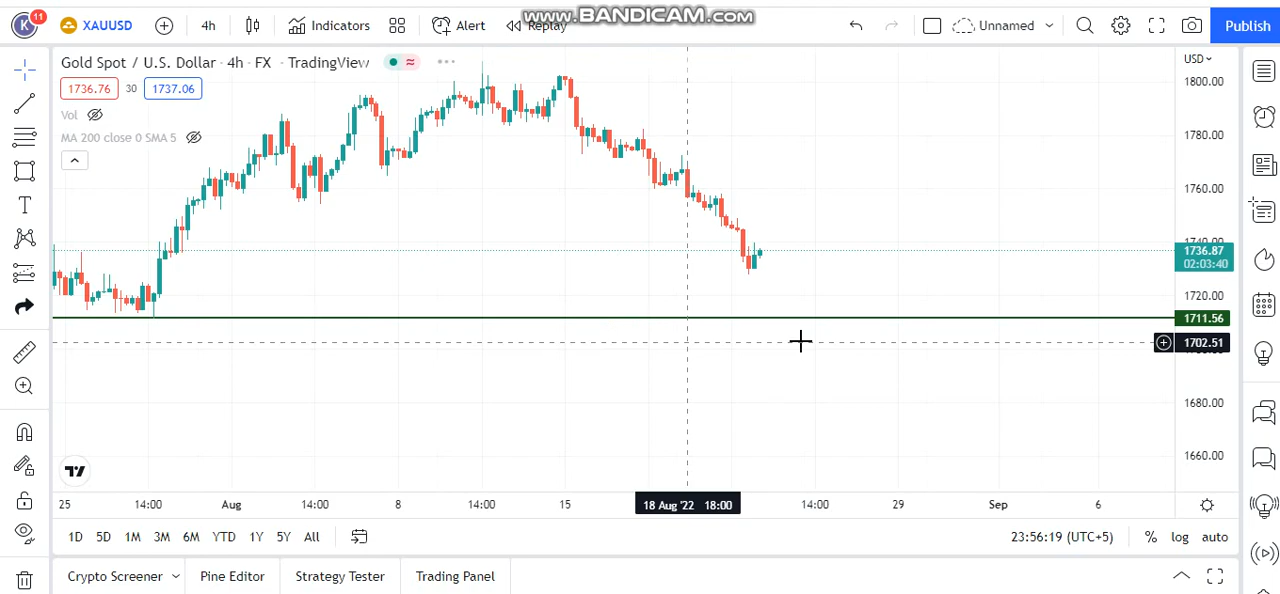 www.BANDICAM.com
K 11 XAUUSD 4h Indicators Alert Replay Unnamed Publish
Gold Spot / U.S. Dollar · 4h · FX · TradingView
USD
1736.76 30 1737.06
Vol
MA 200 close 0 SMA 5
1800.00
1780.00
1760.00
1740.00
1736.87
02:03:40
1720.00
1711.56
1702.51
1680.00
1660.00
25 14:00 Aug 14:00 8 14:00 15 18 Aug '22 18:00 14:00 29 Sep 6
1D 5D 1M 3M 6M YTD 1Y 5Y All 23:56:19 (UTC+5) % log auto
Crypto Screener Pine Editor Strategy Tester Trading Panel